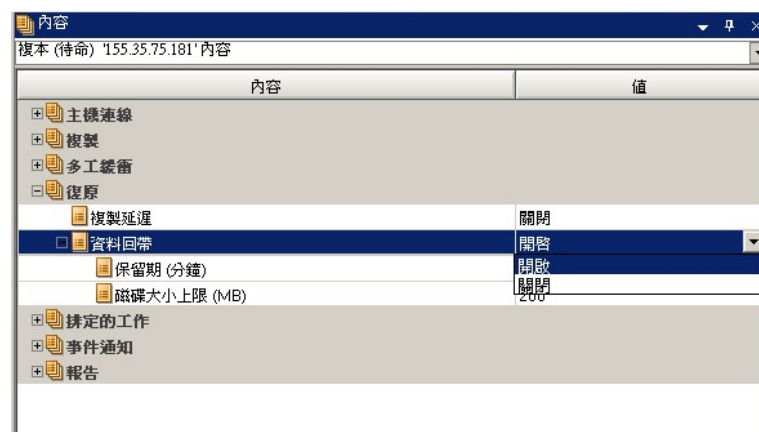 內容
複本 (待命) '155.35.75.181' 內容
內容 值
主機連線
複製
多工緩衝
復原
複製延遲 關閉
資料回帶 開啓
保留期 (分鐘) 開啟
關閉
磁碟大小上限 (MB) 200
排定的工作
事件通知
報告